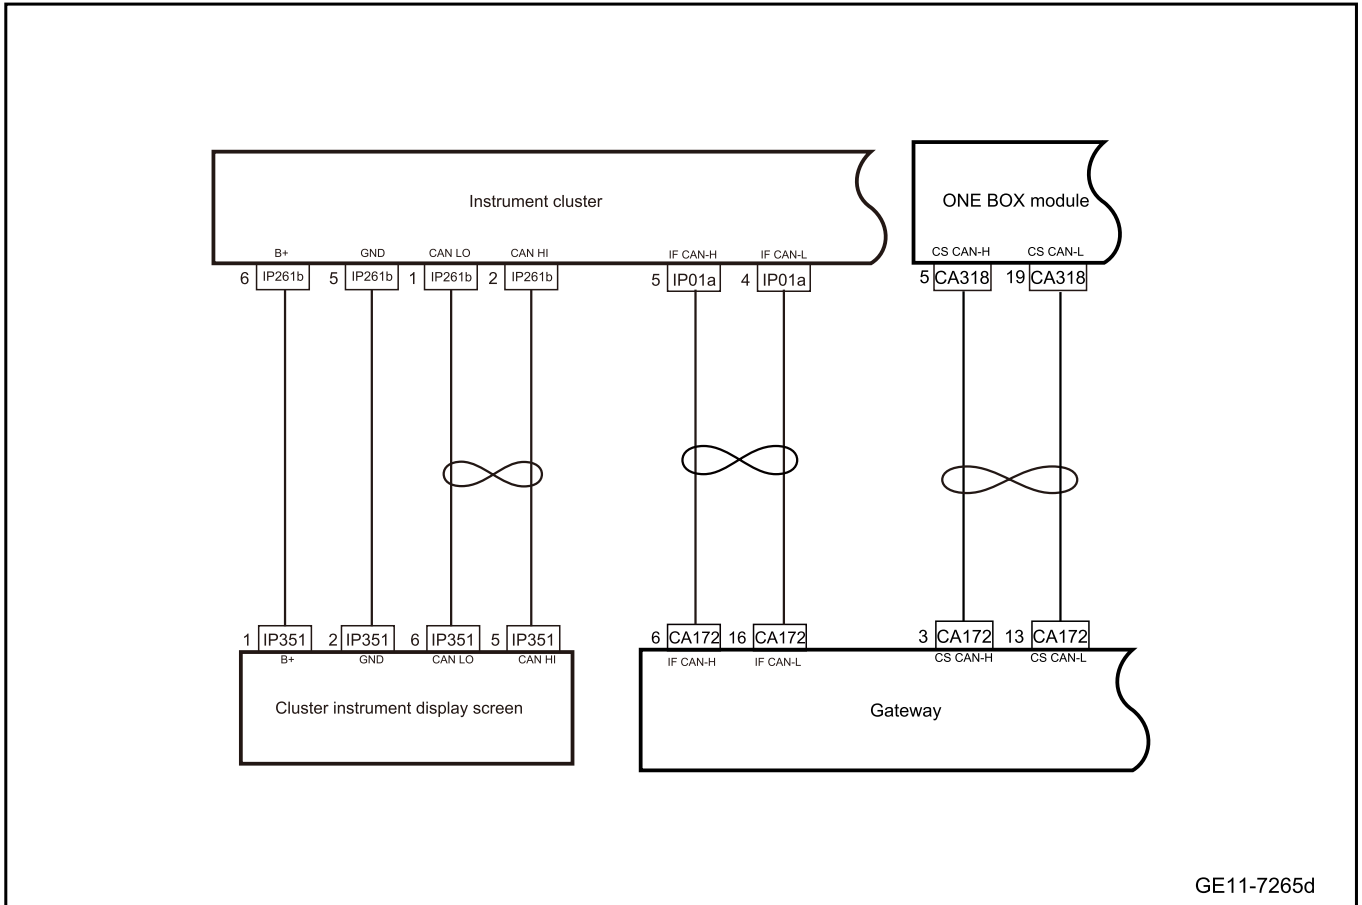 Instrument cluster
ONE BOX module
B+ GND CAN LO CAN HI IF CAN-H IF CAN-L CS CAN-H CS CAN-L
6 IP261b 5 IP261b 1 IP261b 2 IP261b 5 IP01a 4 IP01a 5 CA318 19 CA318
1 IP351 2 IP351 6 IP351 5 IP351 6 CA172 16 CA172 3 CA172 13 CA172
B+ GND CAN LO CAN HI IF CAN-H IF CAN-L CS CAN-H CS CAN-L
Cluster instrument display screen
Gateway
GE11-7265d